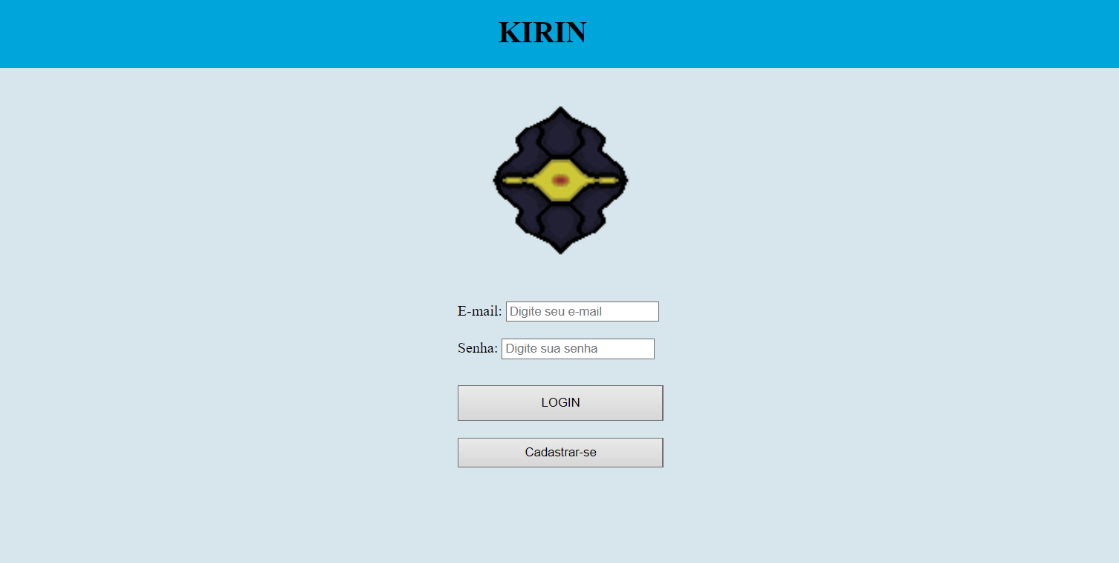 KIRIN
E-mail: Digite seu e-mail
Senha: Digite sua senha
LOGIN
Cadastrar-se